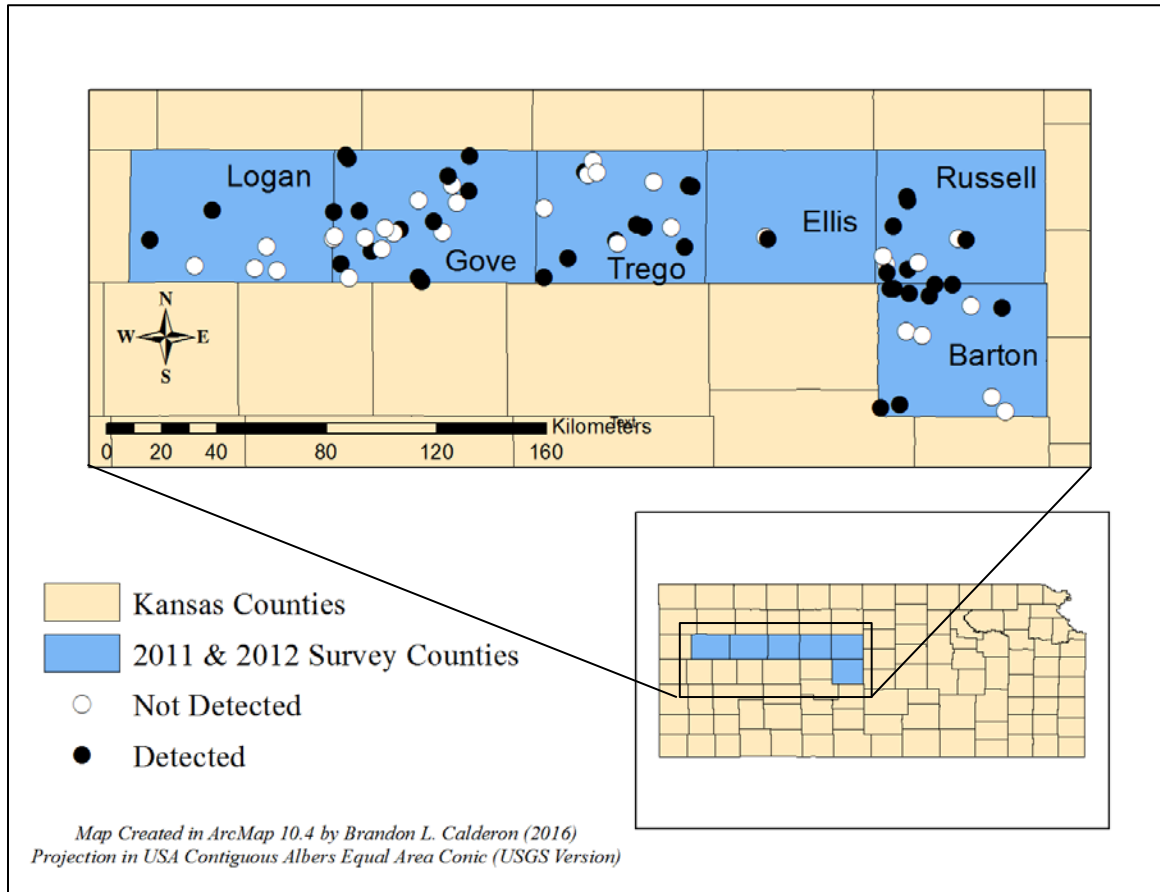 Logan
Russell
Ellis
Gove
Trego
N
W E
S
Barton
Text
Kilometers
0 20 40 80 120 160
Kansas Counties
2011 & 2012 Survey Counties
Not Detected
Detected
Map Created in ArcMap 10.4 by Brandon L. Calderon (2016)
Projection in USA Contiguous Albers Equal Area Conic (USGS Version)